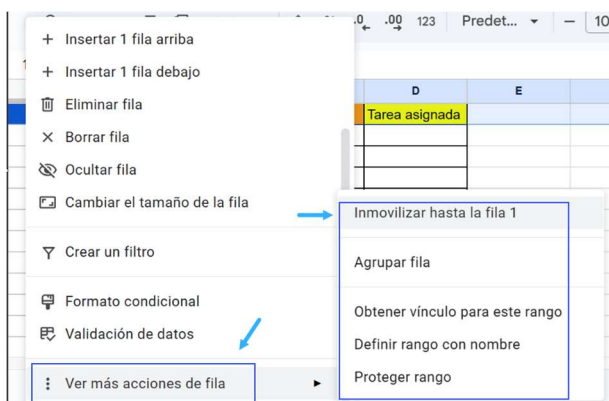 .0 .00 123 Predet... 10
+ Insertar 1 fila arriba
+ Insertar 1 fila debajo
Eliminar fila
Borrar fila
Ocultar fila
Cambiar el tamaño de la fila
Crear un filtro
Formato condicional
Validación de datos
Ver más acciones de fila
D E
Tarea asignada
Inmovilizar hasta la fila 1
Agrupar fila
Obtener vínculo para este rango
Definir rango con nombre
Proteger rango